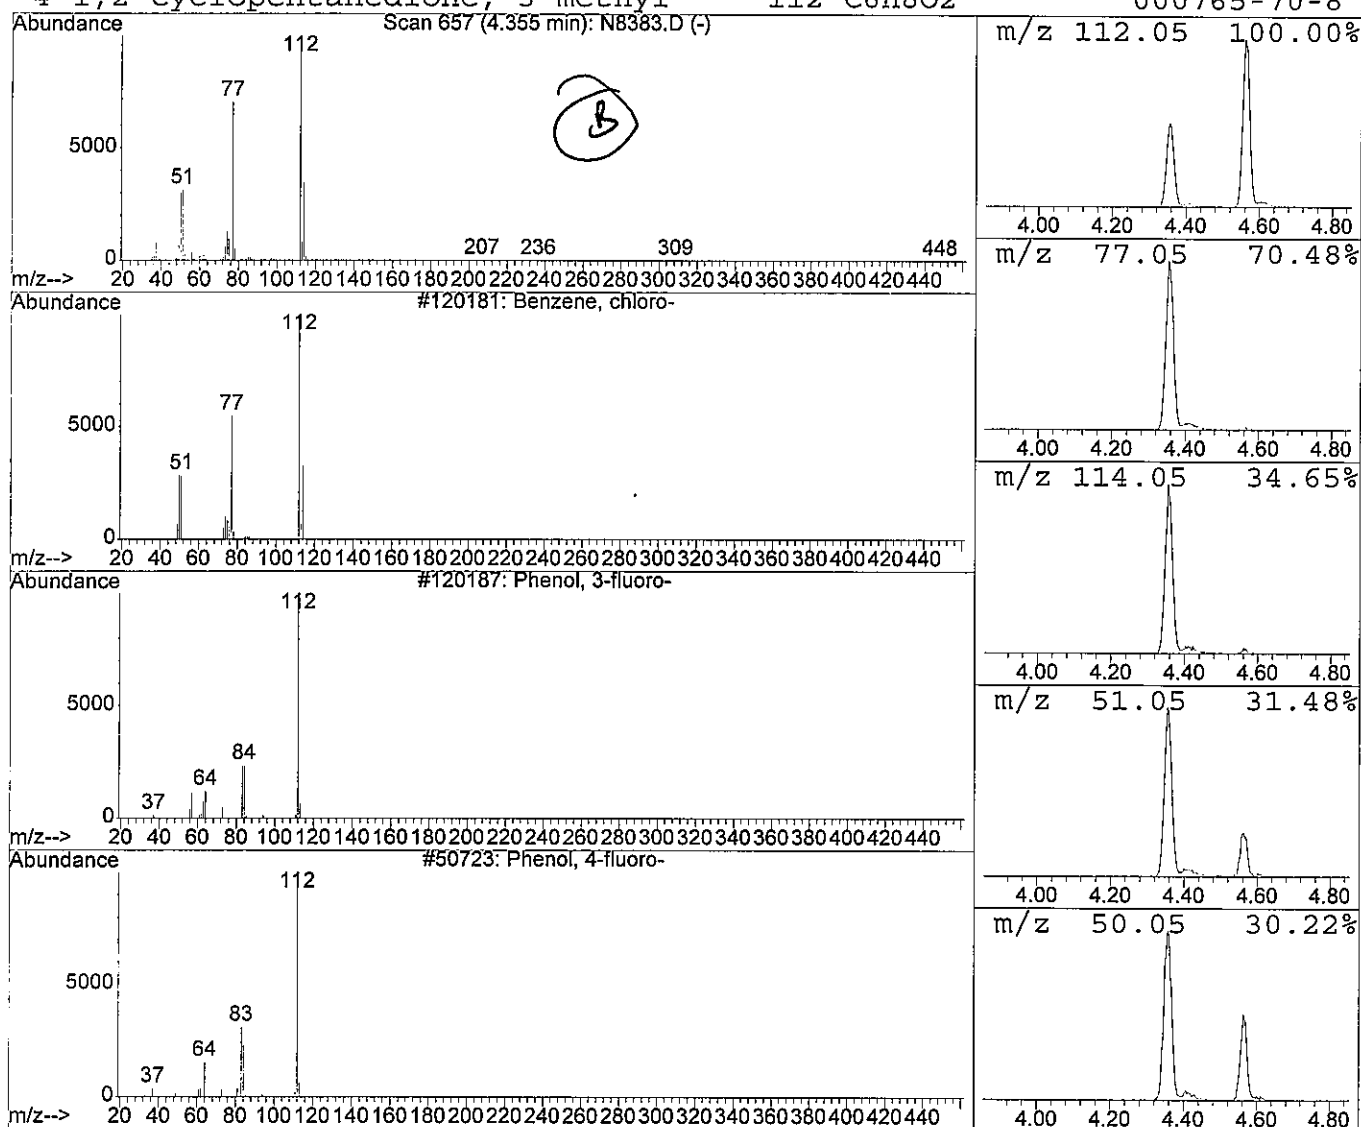 4 1,2-Cyclopentanedione, 3-methyl- 112 C6H8O2 000765-70-8
Abundance Scan 657 (4.355 min): N8383.D (-)
112
77
5000
51
207 236 309 448
0
m/z--> 20 40 60 80 100 120 140 160 180 200 220 240 260 280 300 320 340 360 380 400 420 440
Abundance #120181: Benzene, chloro-
112
77
5000
51
0
m/z--> 20 40 60 80 100 120 140 160 180 200 220 240 260 280 300 320 340 360 380 400 420 440
Abundance #120187: Phenol, 3-fluoro-
112
5000
84
64
37
0
m/z--> 20 40 60 80 100 120 140 160 180 200 220 240 260 280 300 320 340 360 380 400 420 440
Abundance #50723: Phenol, 4-fluoro-
112
5000
83
64
37
0
m/z--> 20 40 60 80 100 120 140 160 180 200 220 240 260 280 300 320 340 360 380 400 420 440
m/z 112.05 100.00%
4.00 4.20 4.40 4.60 4.80
m/z 77.05 70.48%
4.00 4.20 4.40 4.60 4.80
m/z 114.05 34.65%
4.00 4.20 4.40 4.60 4.80
m/z 51.05 31.48%
4.00 4.20 4.40 4.60 4.80
m/z 50.05 30.22%
4.00 4.20 4.40 4.60 4.80